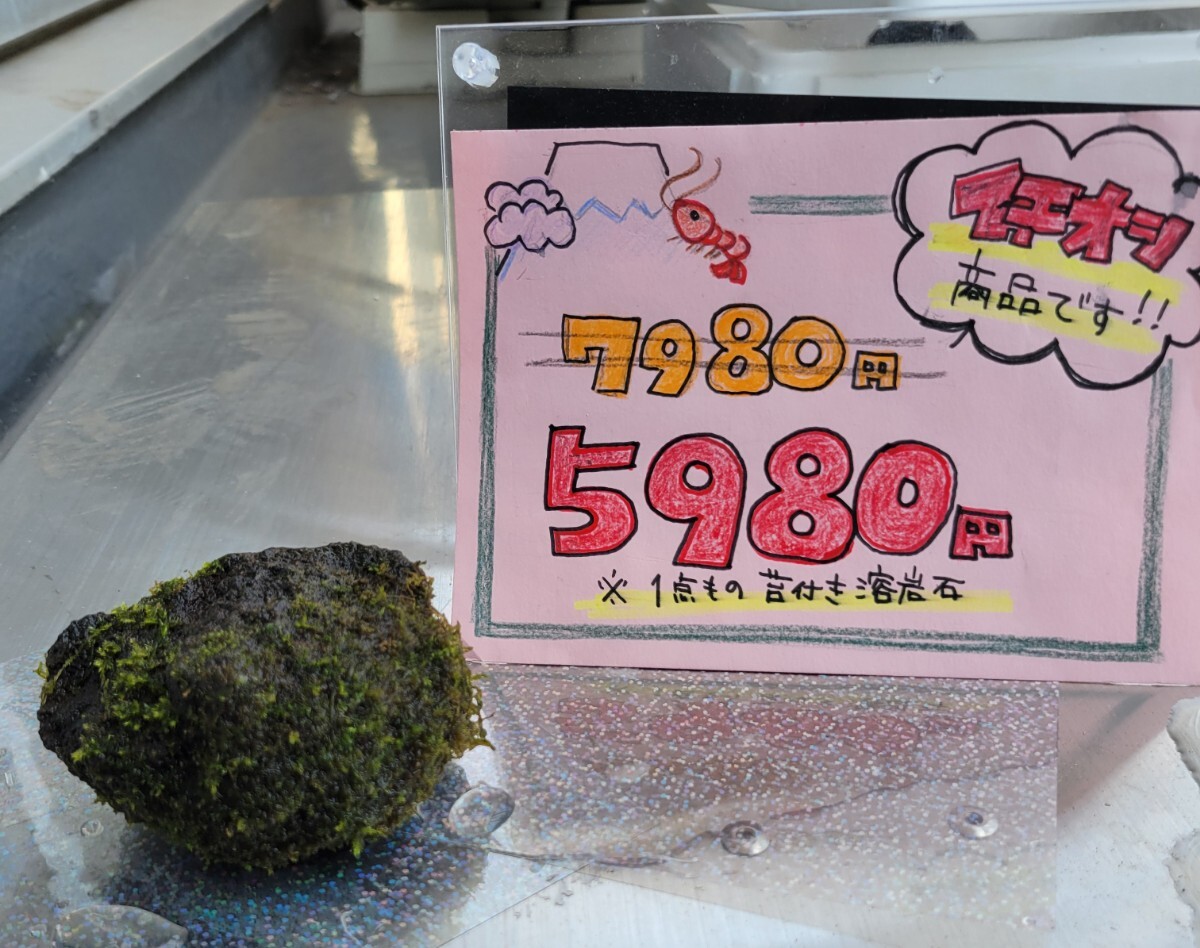 イチオシ
商品です!!
7980円
5980円
※1点もの 苔付き溶岩石